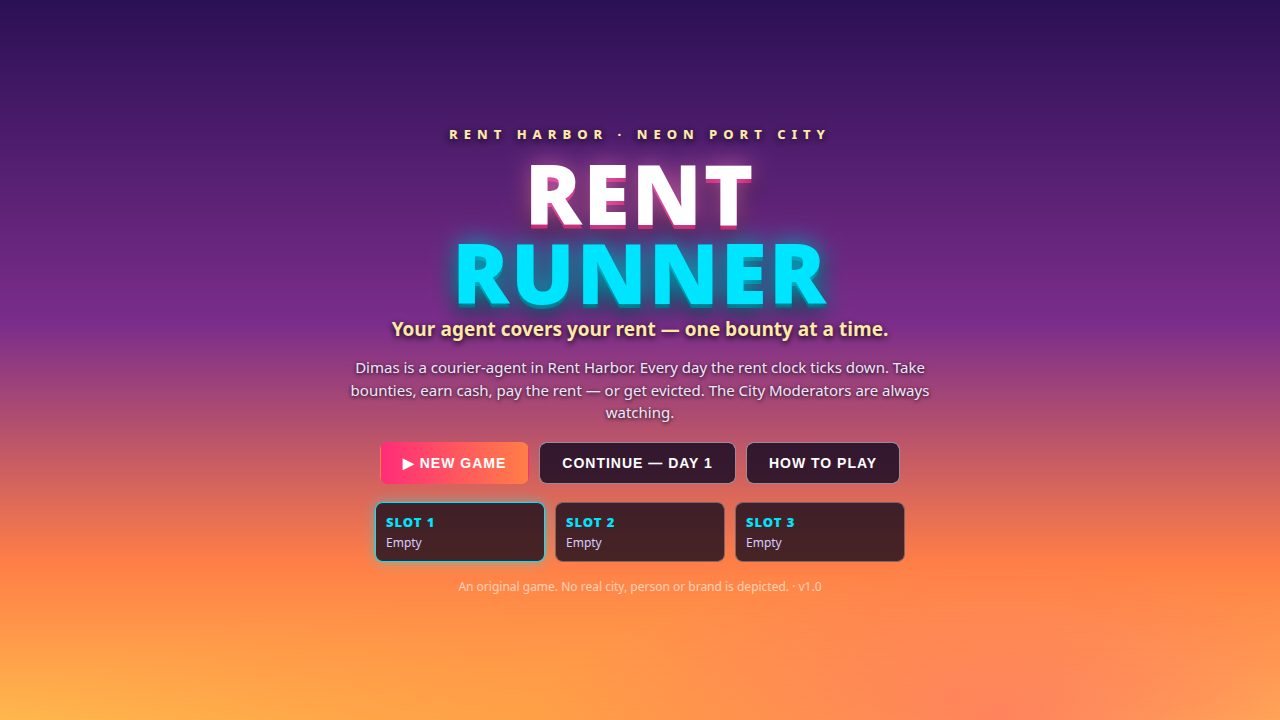 RENT HARBOR · NEON PORT CITY
RENT
RUNNER
Your agent covers your rent — one bounty at a time.
Dimas is a courier-agent in Rent Harbor. Every day the rent clock ticks down. Take
bounties, earn cash, pay the rent — or get evicted. The City Moderators are always
watching.
▶ NEW GAME
CONTINUE — DAY 1
HOW TO PLAY
SLOT 1
Empty
SLOT 2
Empty
SLOT 3
Empty
An original game. No real city, person or brand is depicted. · v1.0